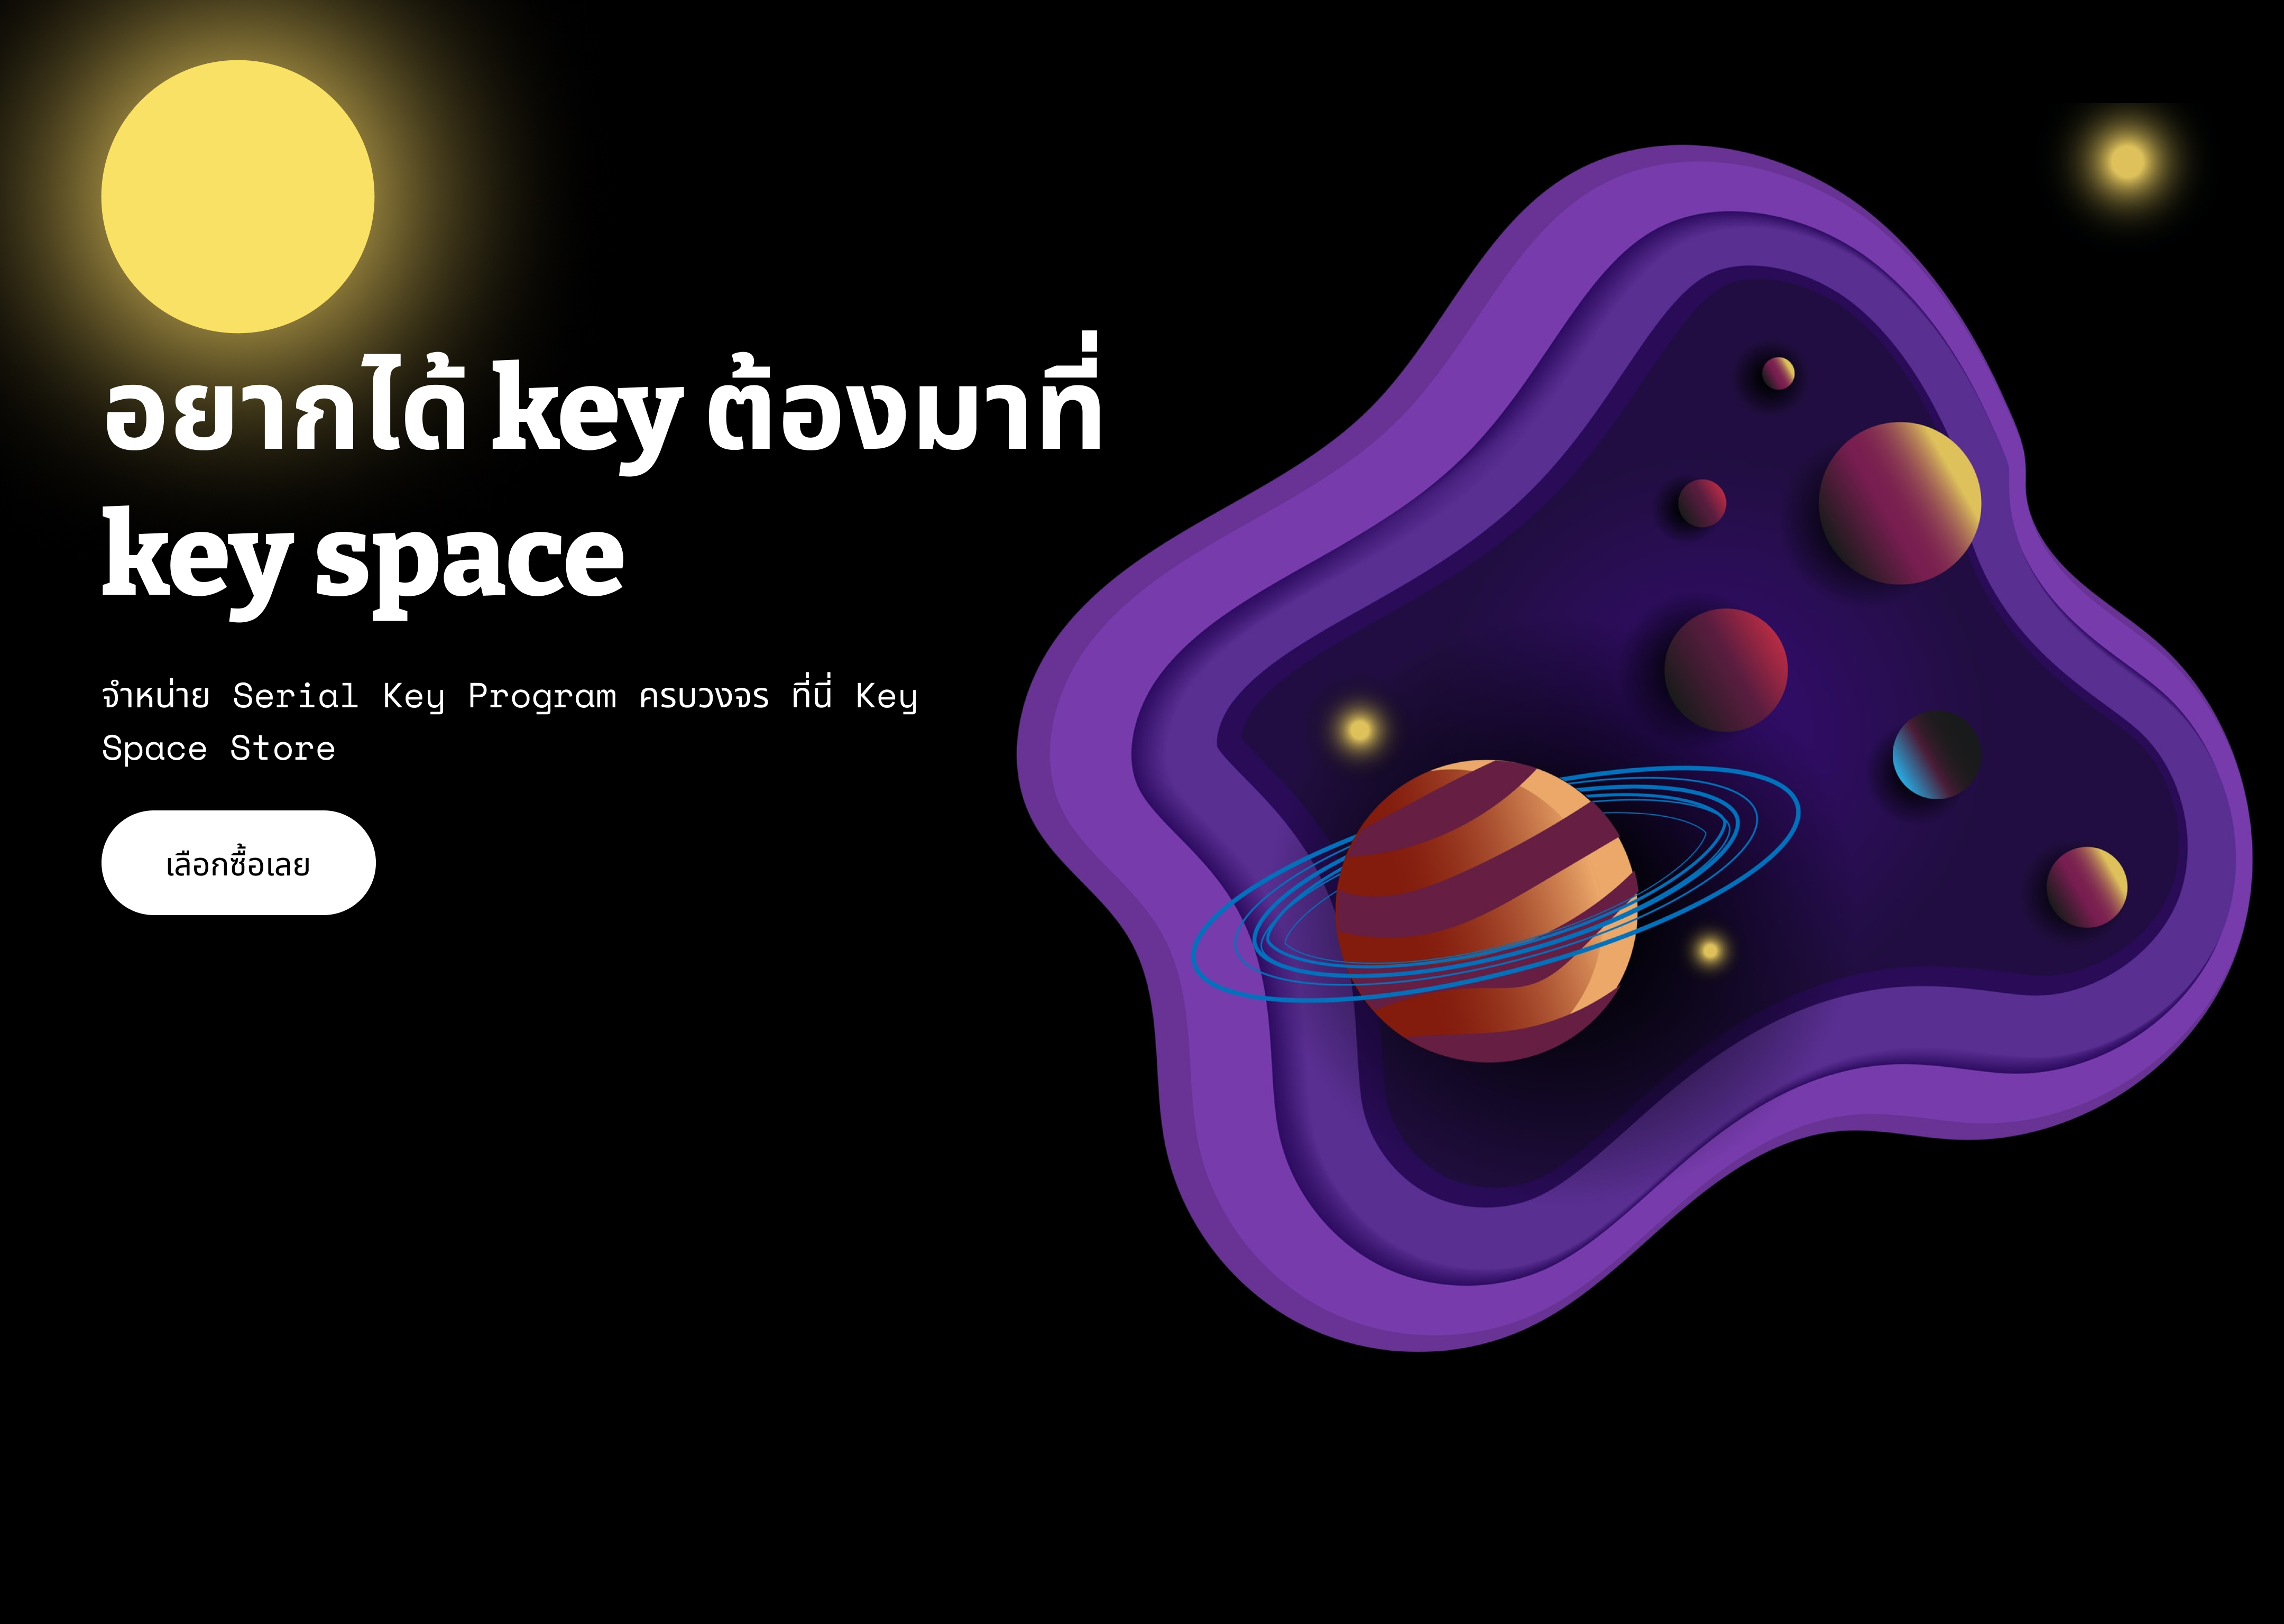 อยากได้ key ต้องมาที่
key space
จำหน่าย Serial Key Program ครบวงจร ที่นี่ Key
Space Store
เลือกซื้อเลย